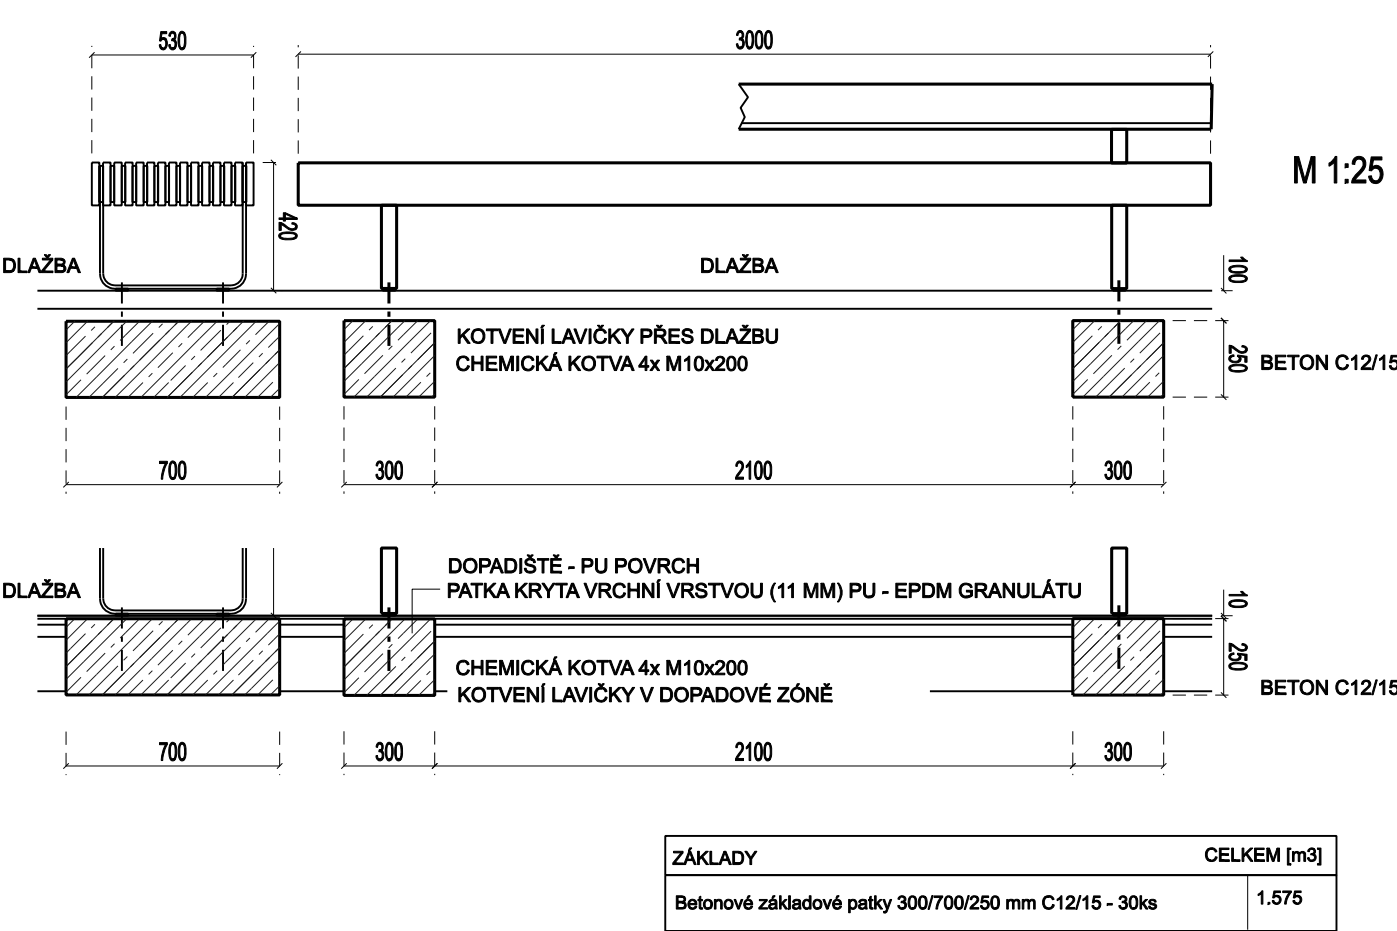 530
3000
M 1:25
420
DLAŽBA
DLAŽBA
100
KOTVENÍ LAVIČKY PŘES DLAŽBU
CHEMICKÁ KOTVA 4x M10x200
250
BETON C12/15
700
300
2100
300
DOPADIŠTĚ - PU POVRCH
DLAŽBA
PATKA KRYTA VRCHNÍ VRSTVOU (11 MM) PU - EPDM GRANULÁTU
10
250
CHEMICKÁ KOTVA 4x M10x200
KOTVENÍ LAVIČKY V DOPADOVÉ ZÓNĚ
BETON C12/15
700
300
2100
300
ZÁKLADY CELKEM [m3]
Betonové základové patky 300/700/250 mm C12/15 - 30ks 1.575